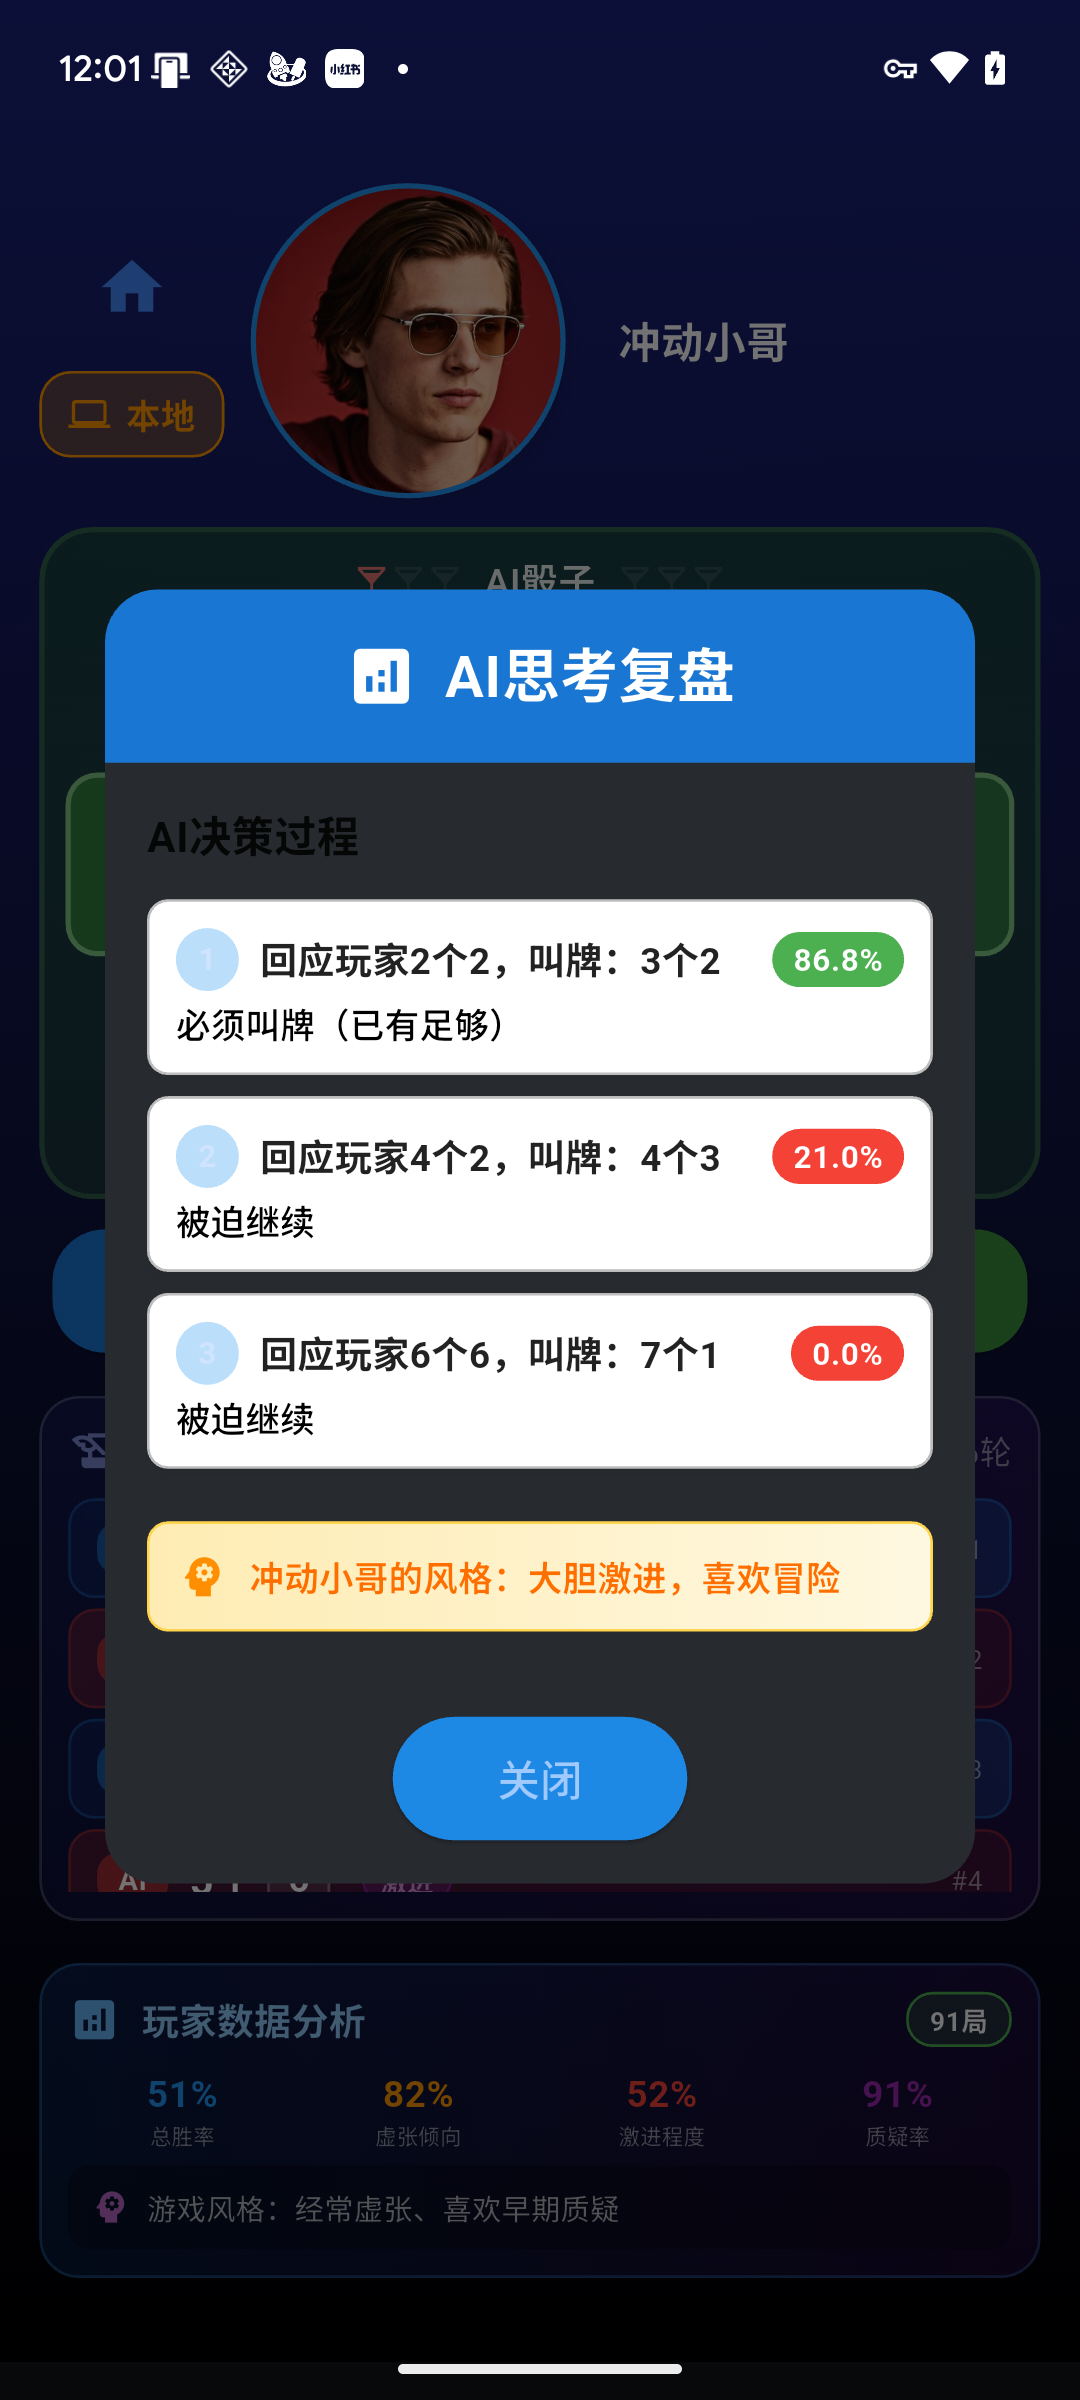 12:01
小红书
冲动小哥
本地
AI骰子
AI思考复盘
AI决策过程
1 回应玩家2个2，叫牌：3个2 86.8%
必须叫牌（已有足够）
2 回应玩家4个2，叫牌：4个3 21.0%
被迫继续
3 回应玩家6个6，叫牌：7个1 0.0%
被迫继续
轮
冲动小哥的风格：大胆激进，喜欢冒险
关闭
AI 激进 #4
玩家数据分析 91局
51% 82% 52% 91%
总胜率 虚张倾向 激进程度 质疑率
游戏风格：经常虚张、喜欢早期质疑